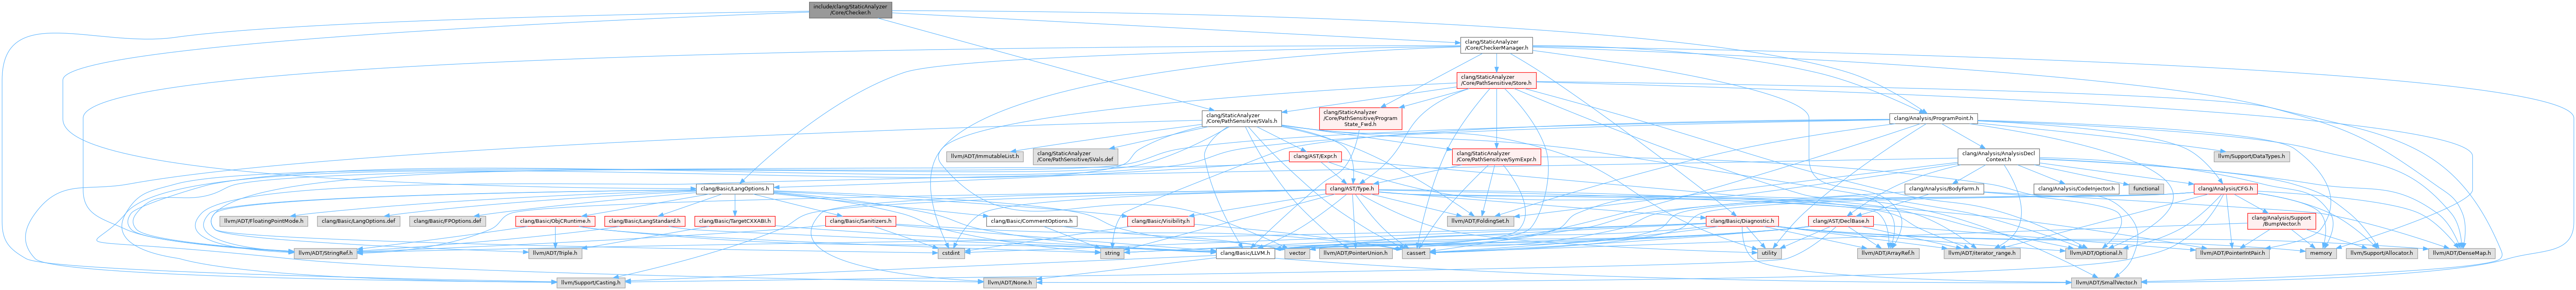 include/clang/StaticAnalyzer
/Core/Checker.h
clang/StaticAnalyzer
/Core/CheckerManager.h
clang/StaticAnalyzer
/Core/PathSensitive/Store.h
clang/StaticAnalyzer
/Core/PathSensitive/SVals.h
clang/StaticAnalyzer
/Core/PathSensitive/Program
State_Fwd.h
clang/Analysis/ProgramPoint.h
llvm/ADT/ImmutableList.h
clang/StaticAnalyzer
/Core/PathSensitive/SVals.def
clang/AST/Expr.h
clang/StaticAnalyzer
/Core/PathSensitive/SymExpr.h
clang/Analysis/AnalysisDecl
Context.h
llvm/Support/DataTypes.h
clang/Basic/LangOptions.h
clang/AST/Type.h
clang/Analysis/BodyFarm.h
clang/Analysis/CodeInjector.h
functional
clang/Analysis/CFG.h
llvm/ADT/FloatingPointMode.h
clang/Basic/LangOptions.def
clang/Basic/FPOptions.def
clang/Basic/ObjCRuntime.h
clang/Basic/LangStandard.h
clang/Basic/TargetCXXABI.h
clang/Basic/Sanitizers.h
clang/Basic/CommentOptions.h
clang/Basic/Visibility.h
llvm/ADT/FoldingSet.h
clang/Basic/Diagnostic.h
clang/AST/DeclBase.h
clang/Analysis/Support
/BumpVector.h
llvm/ADT/StringRef.h
llvm/ADT/Triple.h
cstdint
string
clang/Basic/LLVM.h
vector
llvm/ADT/PointerUnion.h
cassert
utility
llvm/ADT/ArrayRef.h
llvm/ADT/iterator_range.h
llvm/ADT/Optional.h
llvm/ADT/PointerIntPair.h
memory
llvm/Support/Allocator.h
llvm/ADT/DenseMap.h
llvm/Support/Casting.h
llvm/ADT/None.h
llvm/ADT/SmallVector.h